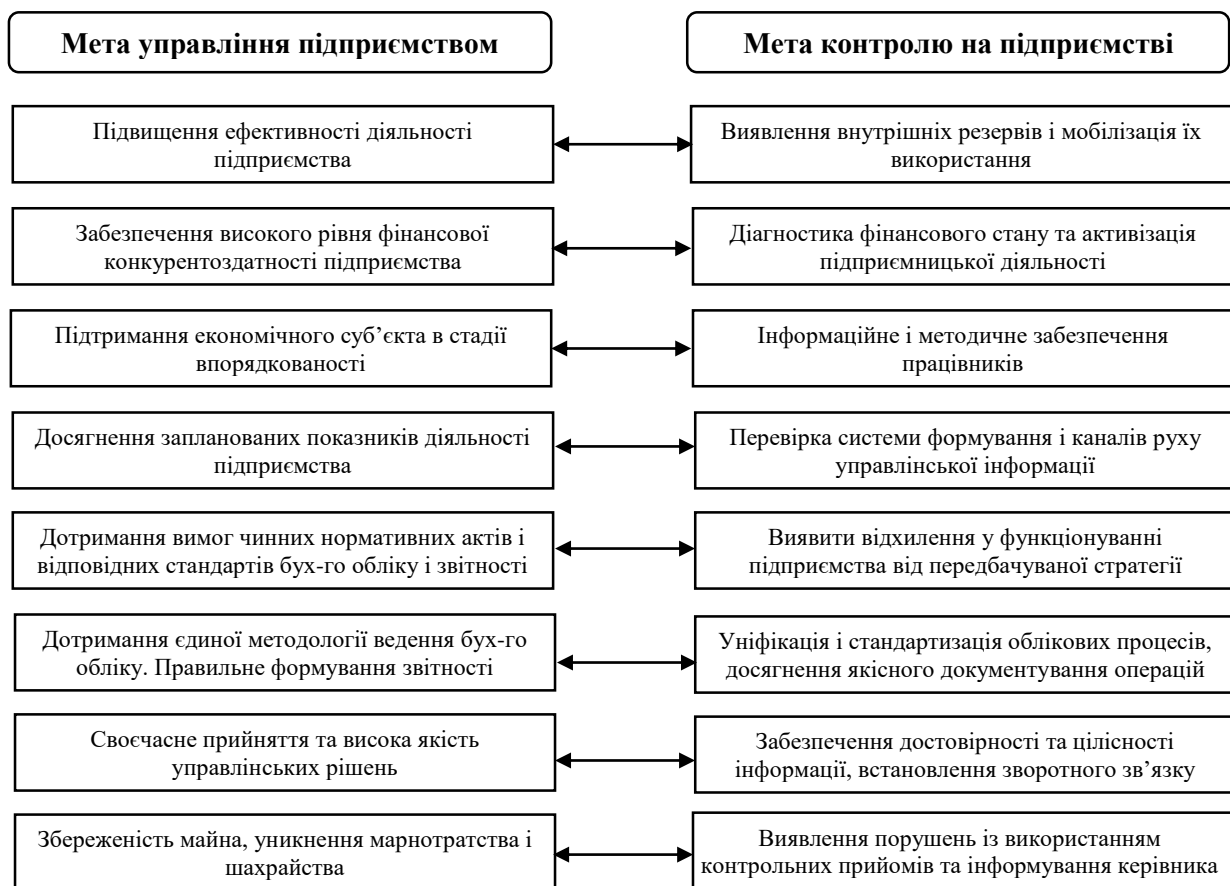 Мета управління підприємством
Мета контролю на підприємстві
Підвищення ефективності діяльності
підприємства
Виявлення внутрішніх резервів і мобілізація їх
використання
Забезпечення високого рівня фінансової
конкурентоздатності підприємства
Діагностика фінансового стану та активізація
підприємницької діяльності
Підтримання економічного суб’єкта в стадії
впорядкованості
Інформаційне і методичне забезпечення
працівників
Досягнення запланованих показників діяльності
підприємства
Перевірка системи формування і каналів руху
управлінської інформації
Дотримання вимог чинних нормативних актів і
відповідних стандартів бух-го обліку і звітності
Виявити відхилення у функціонуванні
підприємства від передбачуваної стратегії
Дотримання єдиної методології ведення бух-го
обліку. Правильне формування звітності
Уніфікація і стандартизація облікових процесів,
досягнення якісного документування операцій
Своєчасне прийняття та висока якість
управлінських рішень
Забезпечення достовірності та цілісності
інформації, встановлення зворотного зв’язку
Збереженість майна, уникнення марнотратства і
шахрайства
Виявлення порушень із використанням
контрольних прийомів та інформування керівника